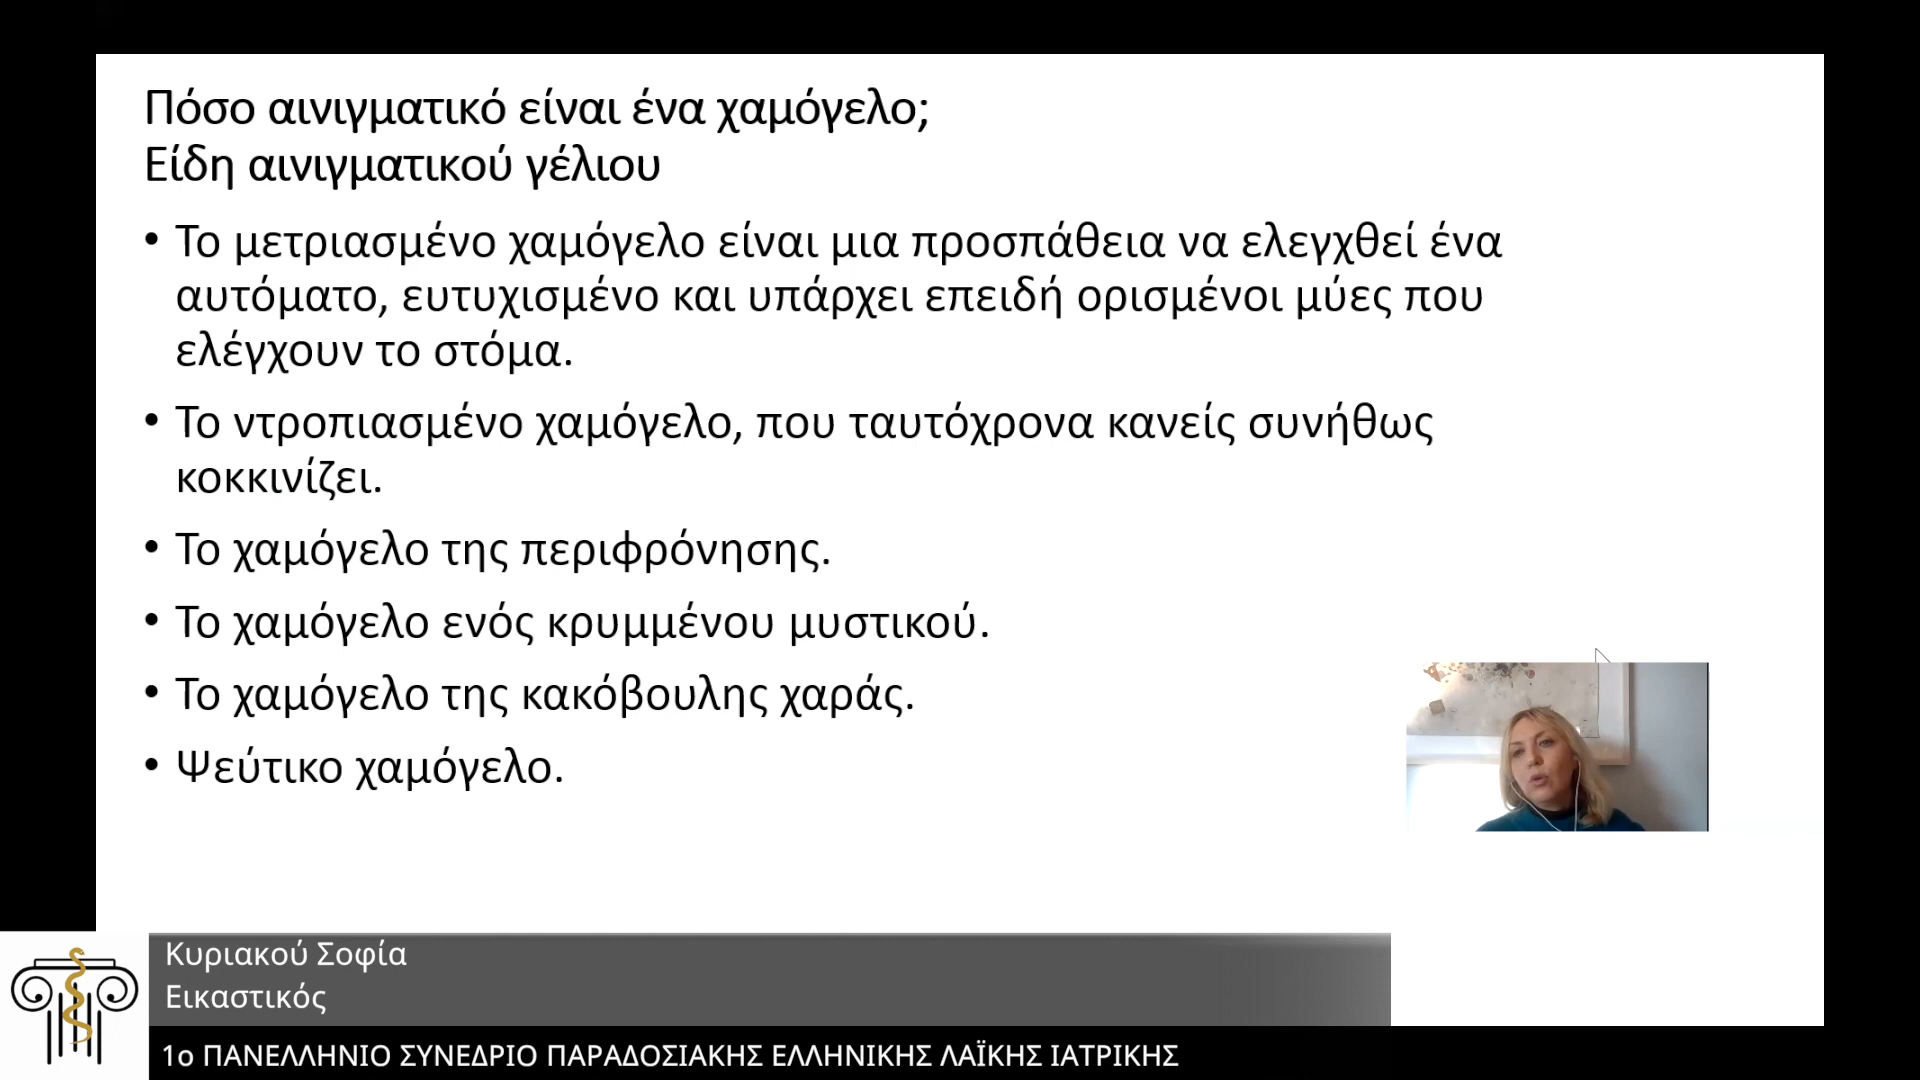 Πόσο αινιγματικό είναι ένα χαμόγελο;
Είδη αινιγματικού γέλιου
• Το μετριασμένο χαμόγελο είναι μια προσπάθεια να ελεγχθεί ένα
αυτόματο, ευτυχισμένο και υπάρχει επειδή ορισμένοι μύες που
ελέγχουν το στόμα.
• Το ντροπιασμένο χαμόγελο, που ταυτόχρονα κανείς συνήθως
κοκκινίζει.
• Το χαμόγελο της περιφρόνησης.
• Το χαμόγελο ενός κρυμμένου μυστικού.
• Το χαμόγελο της κακόβουλης χαράς.
• Ψεύτικο χαμόγελο.
Κυριακού Σοφία
Εικαστικός
1ο ΠΑΝΕΛΛΗΝΙΟ ΣΥΝΕΔΡΙΟ ΠΑΡΑΔΟΣΙΑΚΗΣ ΕΛΛΗΝΙΚΗΣ ΛΑΪΚΗΣ ΙΑΤΡΙΚΗΣ